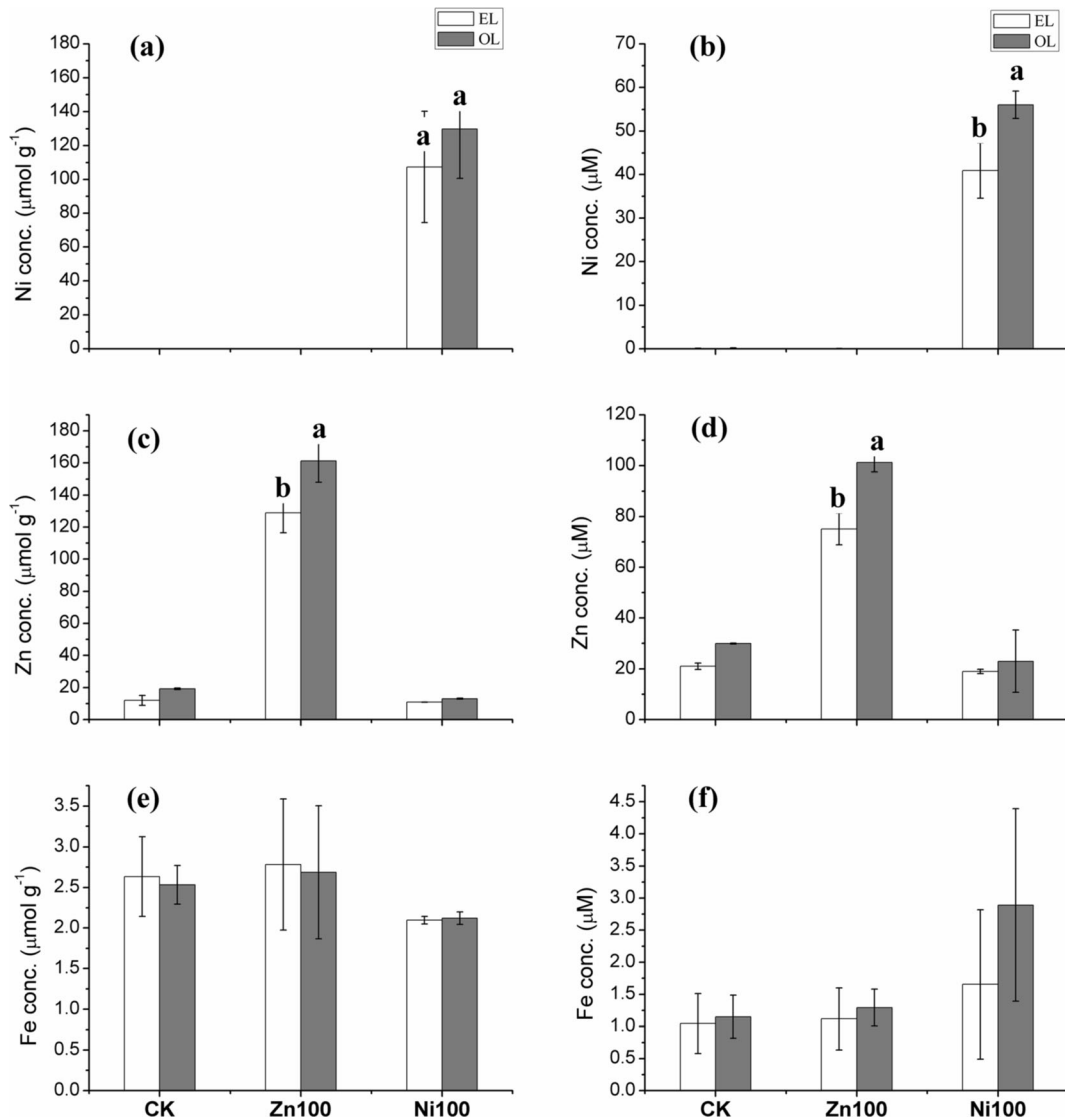 (a)
EL
OL
Ni conc. (μmol g⁻¹)
180
160
140
120
100
80
60
40
20
0
a
a
(b)
EL
OL
Ni conc. (μM)
70
60
50
40
30
20
10
0
b
a
(c)
Zn conc. (μmol g⁻¹)
180
160
140
120
100
80
60
40
20
0
b
a
(d)
Zn conc. (μM)
120
100
80
60
40
20
0
b
a
(e)
Fe conc. (μmol g⁻¹)
3.5
3.0
2.5
2.0
1.5
1.0
0.5
0.0
CK Zn100 Ni100
(f)
Fe conc. (μM)
4.5
4.0
3.5
3.0
2.5
2.0
1.5
1.0
0.5
0.0
CK Zn100 Ni100